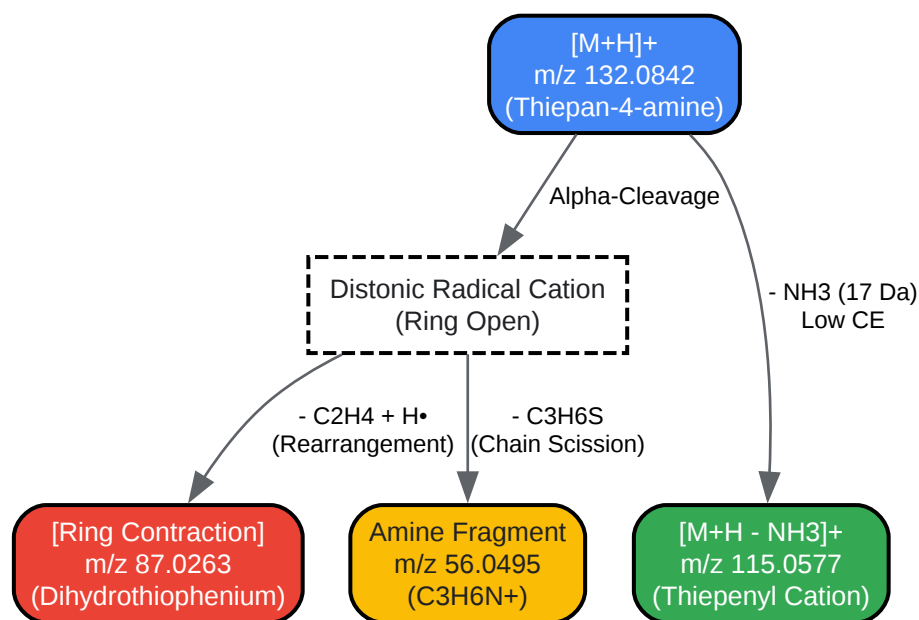 [M+H]+
m/z 132.0842
(Thiepan-4-amine)
Alpha-Cleavage
Distonic Radical Cation
(Ring Open)
- NH3 (17 Da)
Low CE
- C2H4 + H•
(Rearrangement)
- C3H6S
(Chain Scission)
[Ring Contraction]
m/z 87.0263
(Dihydrothiophenium)
Amine Fragment
m/z 56.0495
(C3H6N+)
[M+H - NH3]+
m/z 115.0577
(Thiepenyl Cation)